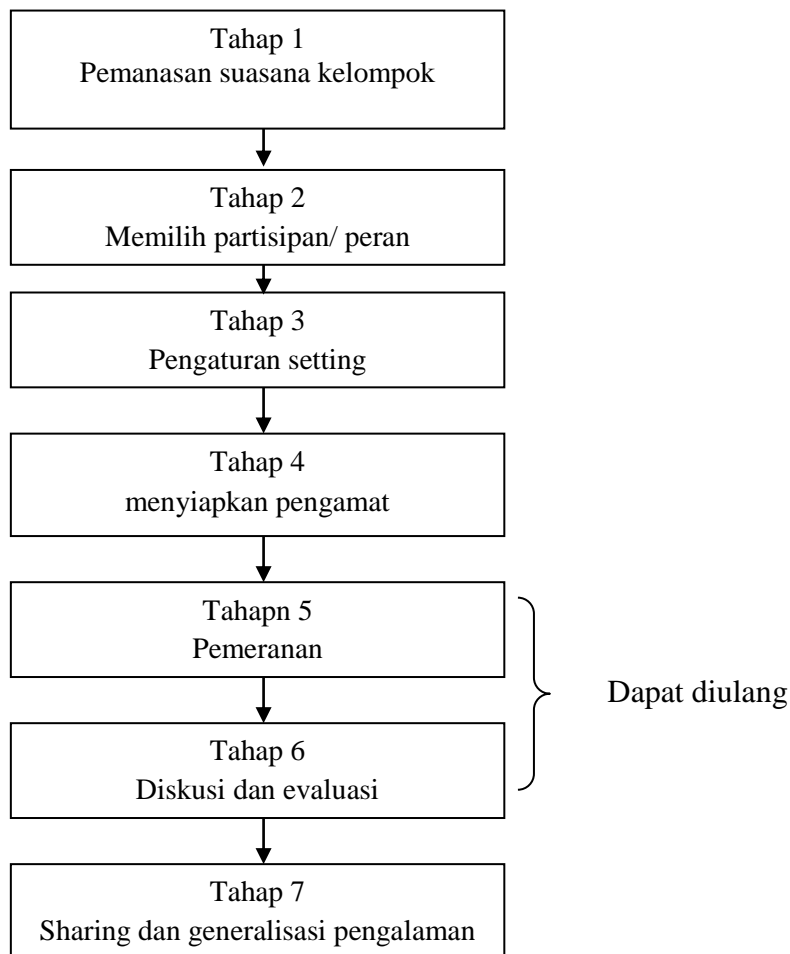 Tahap 1
Pemanasan suasana kelompok
Tahap 2
Memilih partisipan/ peran
Tahap 3
Pengaturan setting
Tahap 4
menyiapkan pengamat
Tahapn 5
Pemeranan
Dapat diulang
Tahap 6
Diskusi dan evaluasi
Tahap 7
Sharing dan generalisasi pengalaman